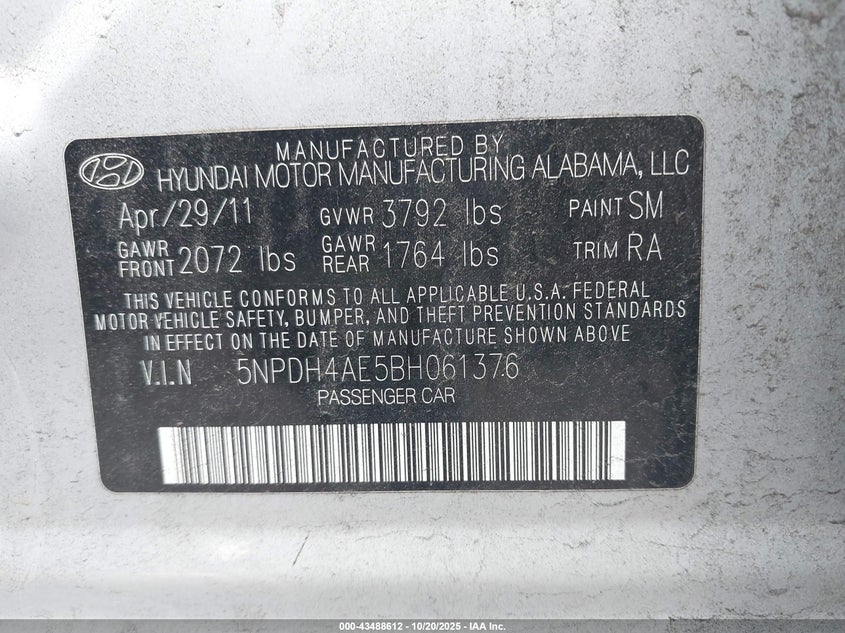 MANUFACTURED BY
HYUNDAI MOTOR MANUFACTURING ALABAMA, LLC
Apr/29/11 GVWR 3792 lbs PAINT SM
GAWR FRONT 2072 lbs GAWR REAR 1764 lbs TRIM RA
THIS VEHICLE CONFORMS TO ALL APPLICABLE U.S.A. FEDERAL
MOTOR VEHICLE SAFETY, BUMPER, AND THEFT PREVENTION STANDARDS
IN EFFECT ON THE DATE OF MANUFACTURE SHOWN ABOVE
V.I.N 5NPDH4AE5BH061376
PASSENGER CAR
000-43488612 - 10/20/2025 - IAA Inc.